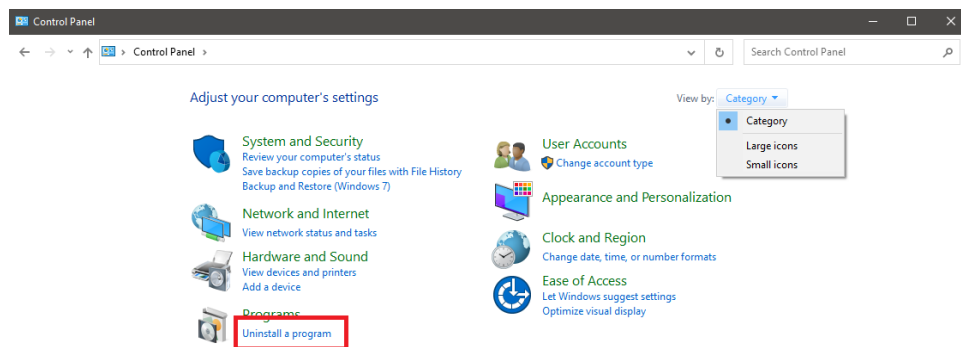 Control Panel
Control Panel
Search Control Panel
Adjust your computer's settings
View by: Category
Category
Large icons
Small icons
System and Security
Review your computer's status
Save backup copies of your files with File History
Backup and Restore (Windows 7)
Network and Internet
View network status and tasks
Hardware and Sound
View devices and printers
Add a device
Programs
Uninstall a program
User Accounts
Change account type
Appearance and Personalization
Clock and Region
Change date, time, or number formats
Ease of Access
Let Windows suggest settings
Optimize visual display